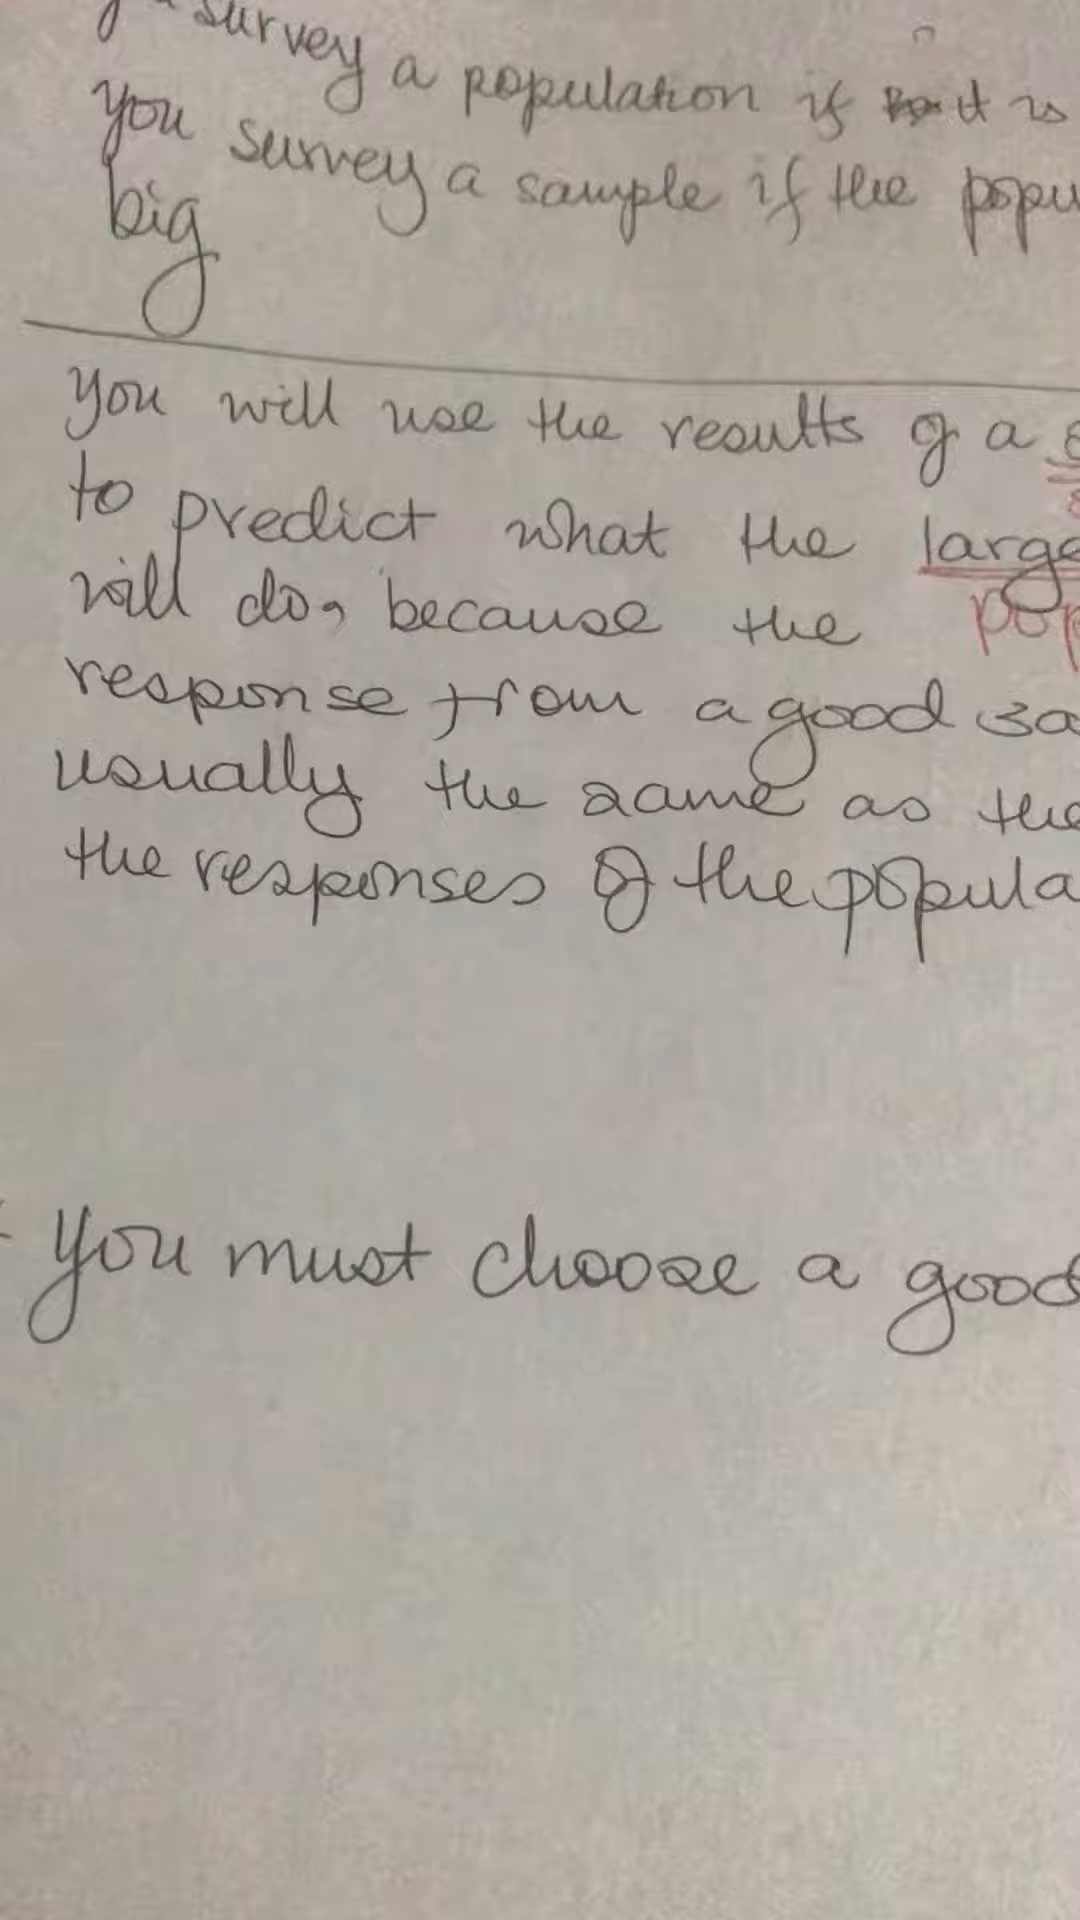 survey a population if it is
you survey a sample if the popu
big
you will use the results of a
to predict what the large
will do, because the pop
response from a good sa
usually the same as the
the responses of the popula
You must choose a good